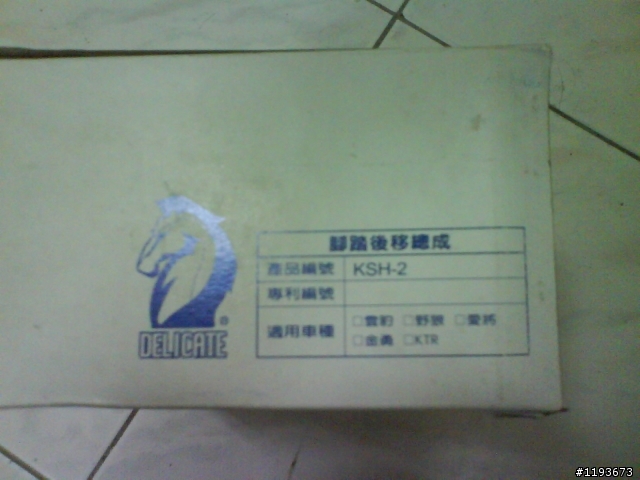 腳踏後移總成
產品編號 KSH-2
專利編號
適用車種 □雲豹 □野狼 □愛將
□金勇 □KTR
®
DELICATE
#1193673